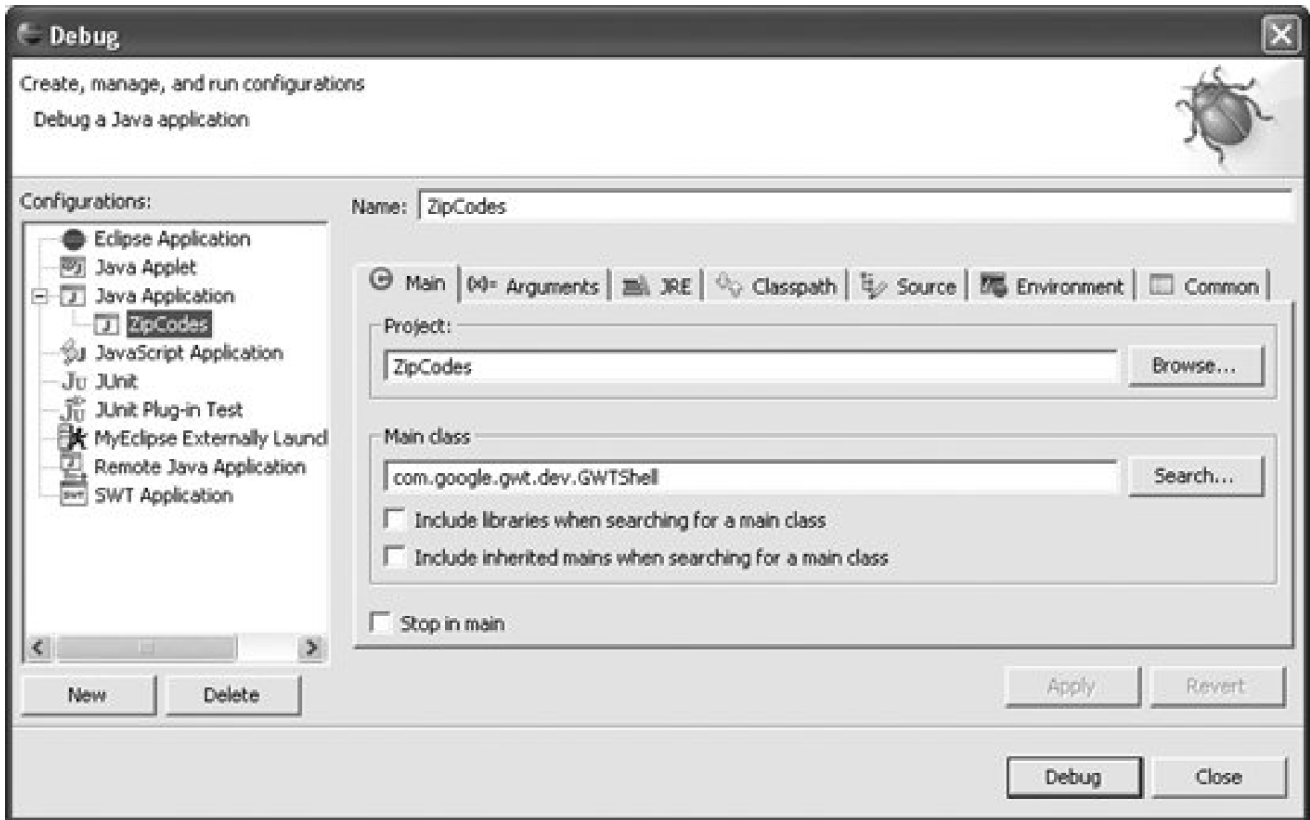 Debug
Create, manage, and run configurations
Debug a Java application
Configurations:
Eclipse Application
Java Applet
Java Application
ZipCodes
JavaScript Application
JUnit
JUnit Plug-in Test
MyEclipse Externally Laund
Remote Java Application
SWT Application
New
Delete
Name: ZipCodes
Main
(x)= Arguments
JRE
Classpath
Source
Environment
Common
Project:
ZipCodes
Browse...
Main class
com.google.gwt.dev.GWTShell
Search...
Include libraries when searching for a main class
Include inherited mains when searching for a main class
Stop in main
Apply
Revert
Debug
Close